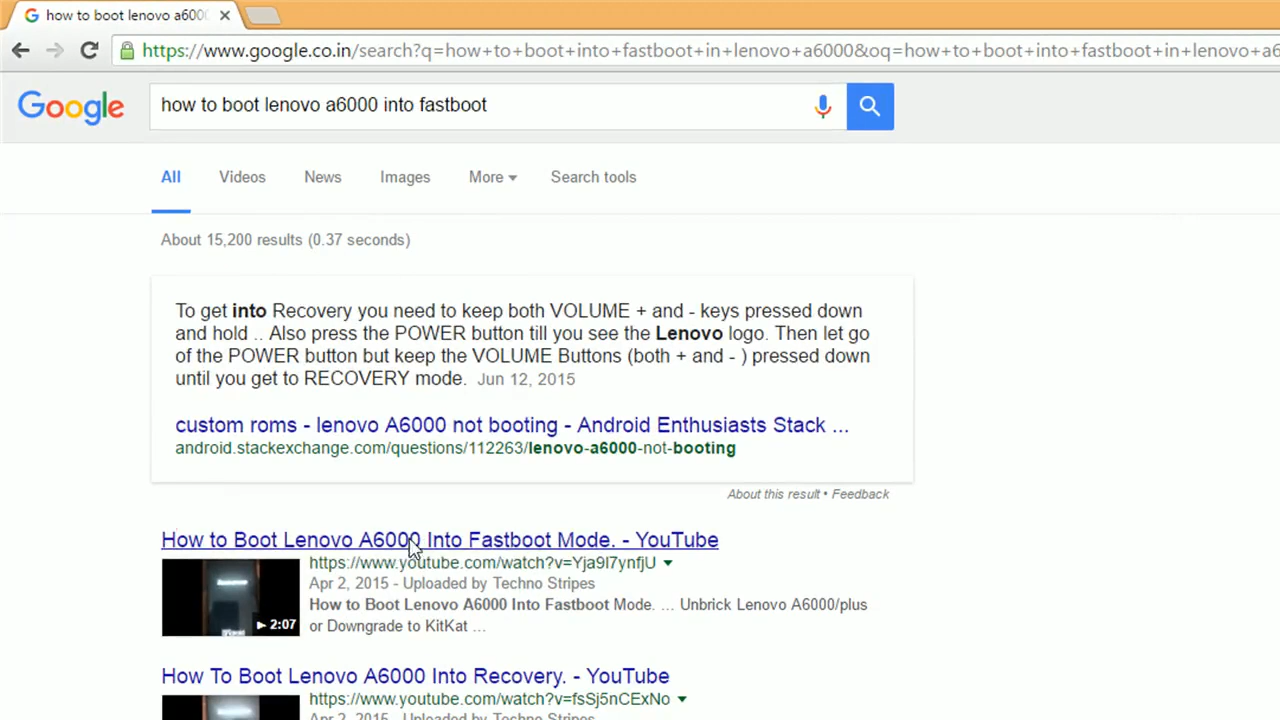 how to boot lenovo a600
https://www.google.co.in/search?q=how+to+boot+into+fastboot+in+lenovo+a6000&oq=how+to+boot+into+fastboot+in+lenovo+a6
Google
how to boot lenovo a6000 into fastboot
All Videos News Images More Search tools
About 15,200 results (0.37 seconds)
To get into Recovery you need to keep both VOLUME + and - keys pressed down
and hold .. Also press the POWER button till you see the Lenovo logo. Then let go
of the POWER button but keep the VOLUME Buttons (both + and - ) pressed down
until you get to RECOVERY mode. Jun 12, 2015
custom roms - lenovo A6000 not booting - Android Enthusiasts Stack ...
android.stackexchange.com/questions/112263/lenovo-a6000-not-booting
About this result • Feedback
How to Boot Lenovo A6000 Into Fastboot Mode. - YouTube
https://www.youtube.com/watch?v=Yja9l7ynfjU
Apr 2, 2015 - Uploaded by Techno Stripes
How to Boot Lenovo A6000 Into Fastboot Mode. ... Unbrick Lenovo A6000/plus
2:07
or Downgrade to KitKat ...
How To Boot Lenovo A6000 Into Recovery. - YouTube
https://www.youtube.com/watch?v=fsSj5nCExNo
Apr 2, 2015 - Uploaded by Techno Stripes